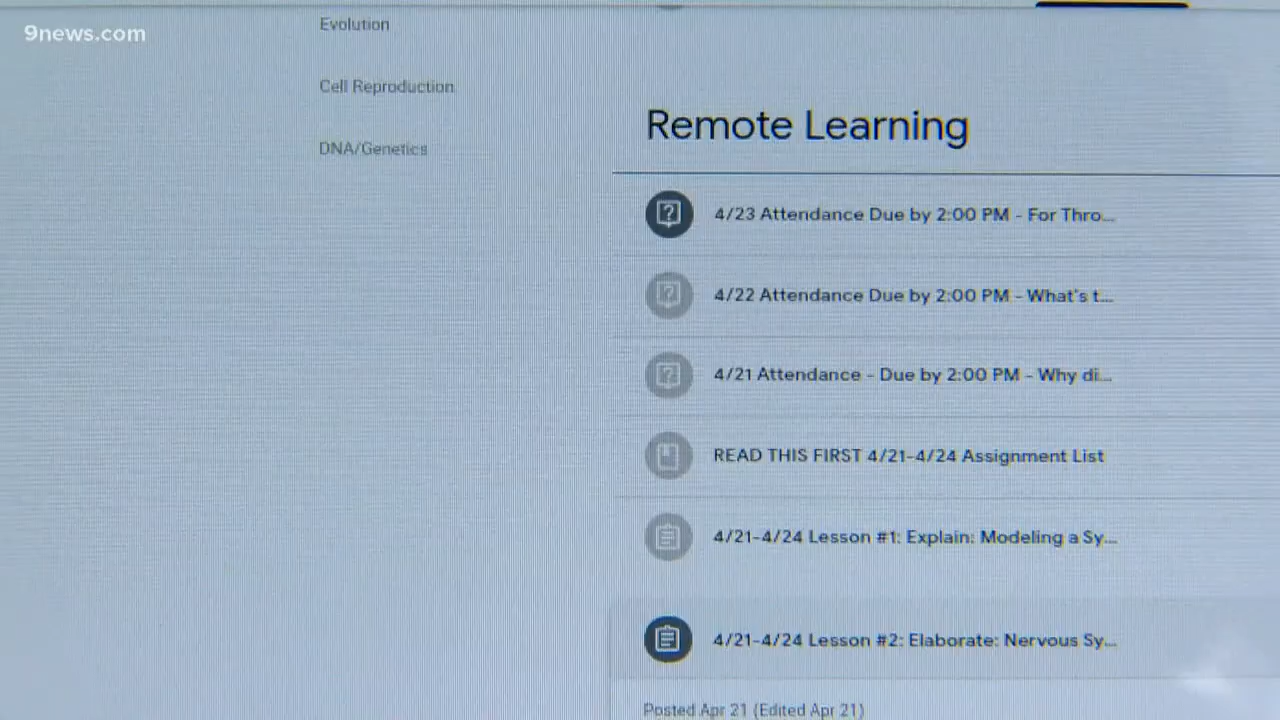 9news.com
Evolution
Cell Reproduction
DNA/Genetics
Remote Learning
4/23 Attendance Due by 2:00 PM - For Thro...
4/22 Attendance Due by 2:00 PM - What's t...
4/21 Attendance - Due by 2:00 PM - Why di...
READ THIS FIRST 4/21-4/24 Assignment List
4/21-4/24 Lesson #1: Explain: Modeling a Sy...
4/21-4/24 Lesson #2: Elaborate: Nervous Sy...
Posted Apr 21 (Edited Apr 21)